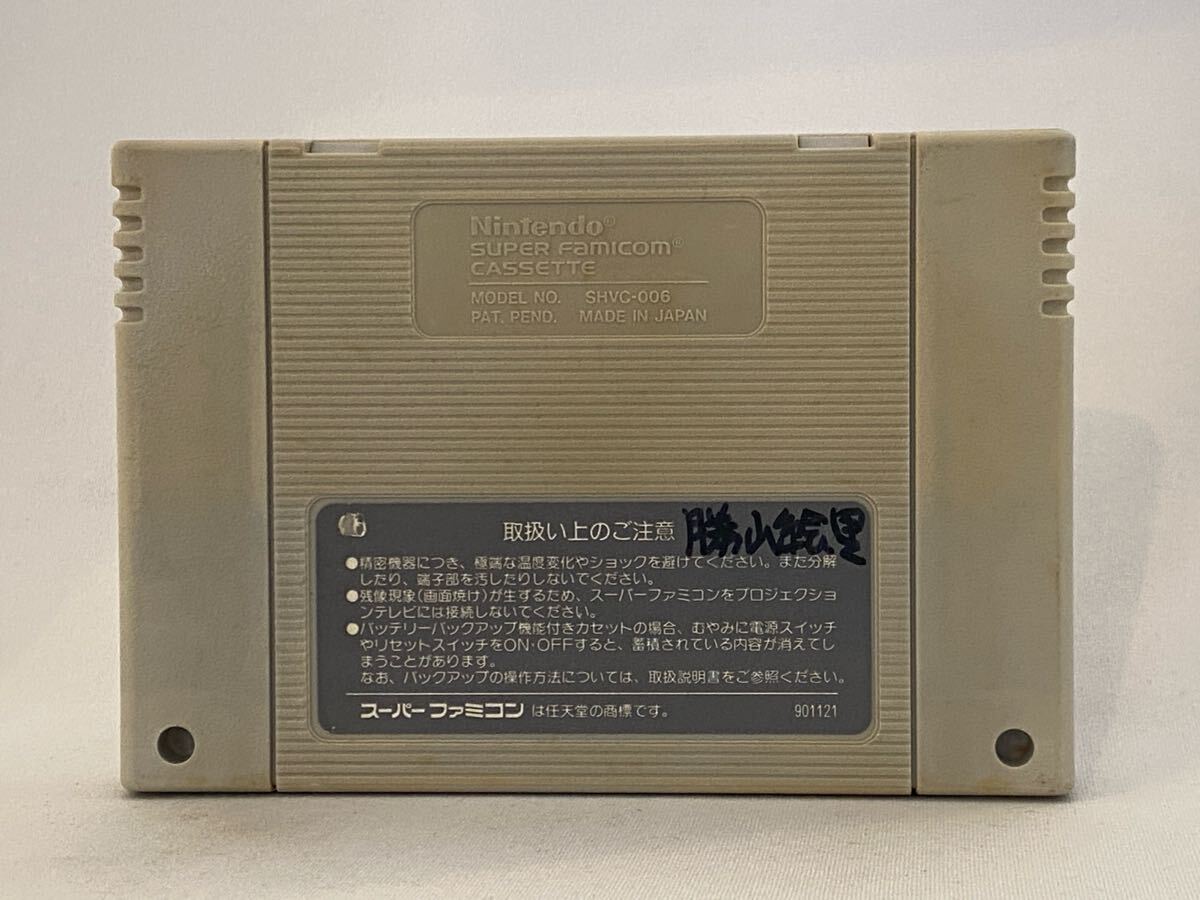 Nintendo®
SUPER FAMICOM®
CASSETTE
MODEL NO. SHVC-006
PAT. PEND. MADE IN JAPAN
取扱い上のご注意 勝山絵里
●精密機器につき、極端な温度変化やショックを避けてください。また分解
したり、端子部を汚したりしないでください。
●残像現象(画面焼け)が生ずるため、スーパーファミコンをプロジェクショ
ンテレビには接続しないでください。
●バッテリーバックアップ機能付きカセットの場合、むやみに電源スイッチ
やリセットスイッチをON・OFFすると、蓄積されている内容が消えてし
まうことがあります。
なお、バックアップの操作方法については、取扱説明書をご参照ください。
スーパーファミコン は任天堂の商標です。 901121